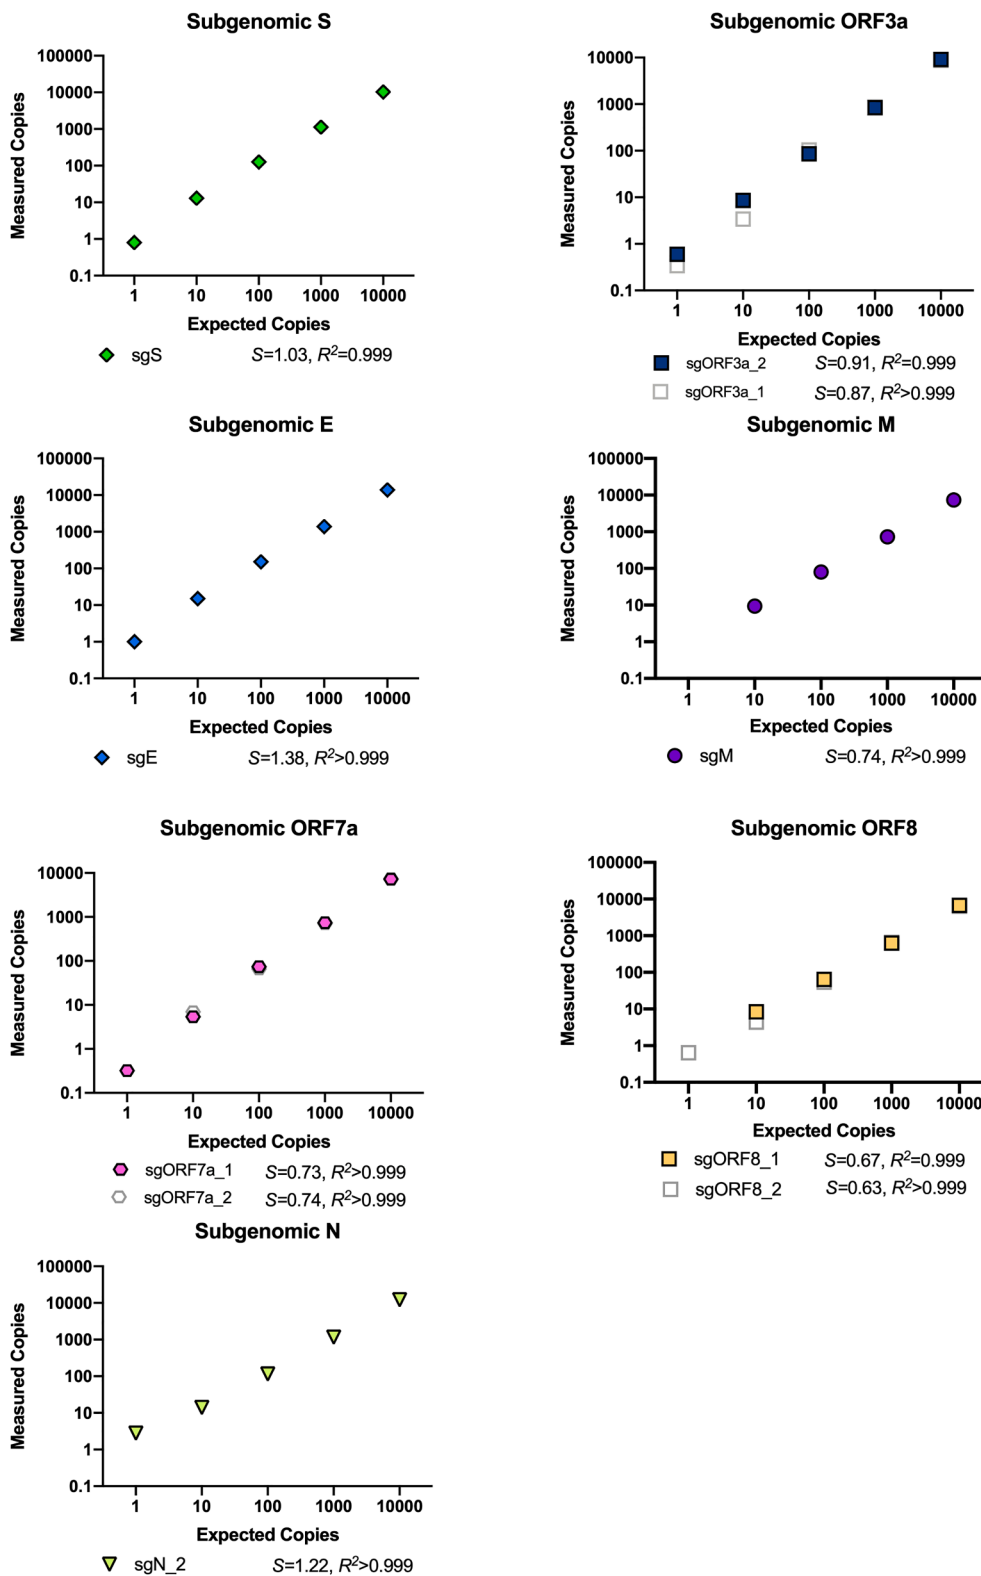 Subgenomic S
Measured Copies
100000
10000
1000
100
10
1
0.1
1 10 100 1000 10000
Expected Copies
sgS S=1.03, R²=0.999
Subgenomic ORF3a
Measured Copies
10000
1000
100
10
1
0.1
1 10 100 1000 10000
Expected Copies
sgORF3a_2 S=0.91, R²=0.999
sgORF3a_1 S=0.87, R²>0.999
Subgenomic E
Measured Copies
100000
10000
1000
100
10
1
0.1
1 10 100 1000 10000
Expected Copies
sgE S=1.38, R²>0.999
Subgenomic M
Measured Copies
100000
10000
1000
100
10
1
0.1
1 10 100 1000 10000
Expected Copies
sgM S=0.74, R²>0.999
Subgenomic ORF7a
Measured Copies
10000
1000
100
10
1
0.1
1 10 100 1000 10000
Expected Copies
sgORF7a_1 S=0.73, R²>0.999
sgORF7a_2 S=0.74, R²>0.999
Subgenomic ORF8
Measured Copies
100000
10000
1000
100
10
1
0.1
1 10 100 1000 10000
Expected Copies
sgORF8_1 S=0.67, R²=0.999
sgORF8_2 S=0.63, R²>0.999
Subgenomic N
Measured Copies
100000
10000
1000
100
10
1
0.1
1 10 100 1000 10000
Expected Copies
sgN_2 S=1.22, R²>0.999